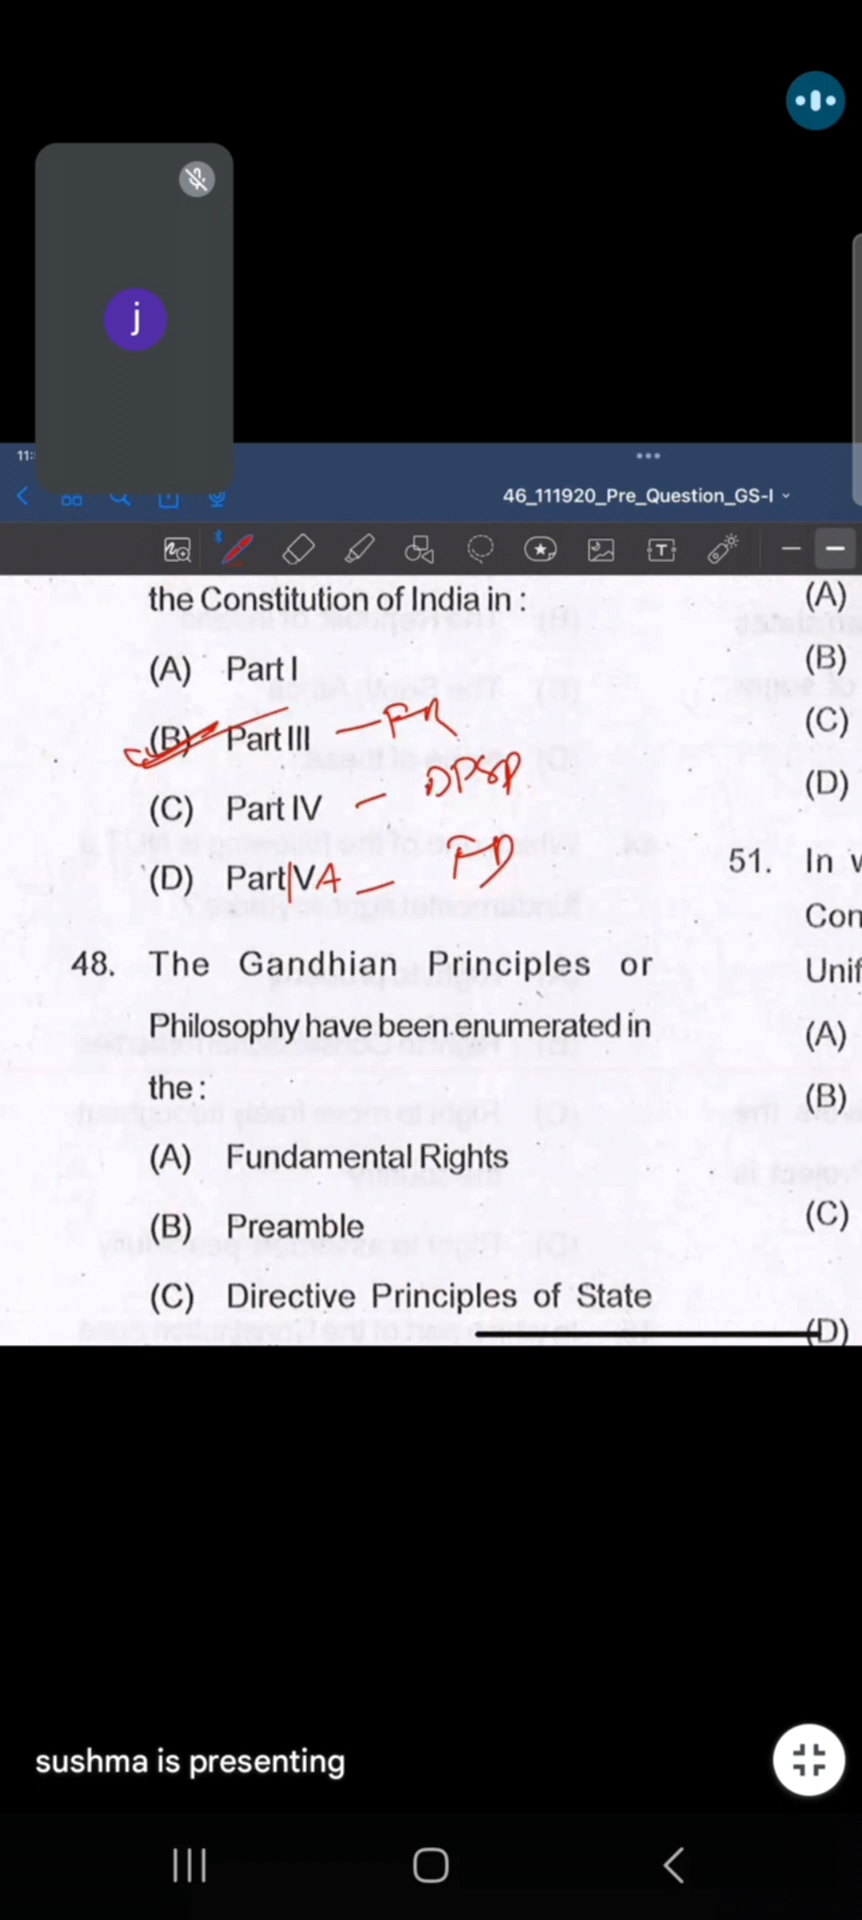 j
11:
46_111920_Pre_Question_GS-I
the Constitution of India in :
(A) Part I
(B) Part III — FR
(C) Part IV — DPSP
(D) Part IVA — FD
48. The Gandhian Principles or
Philosophy have been enumerated in
the :
(A) Fundamental Rights
(B) Preamble
(C) Directive Principles of State
(A)
(B)
(C)
(D)
51. In
Con
Unif
(A)
(B)
(C)
(D)
sushma is presenting